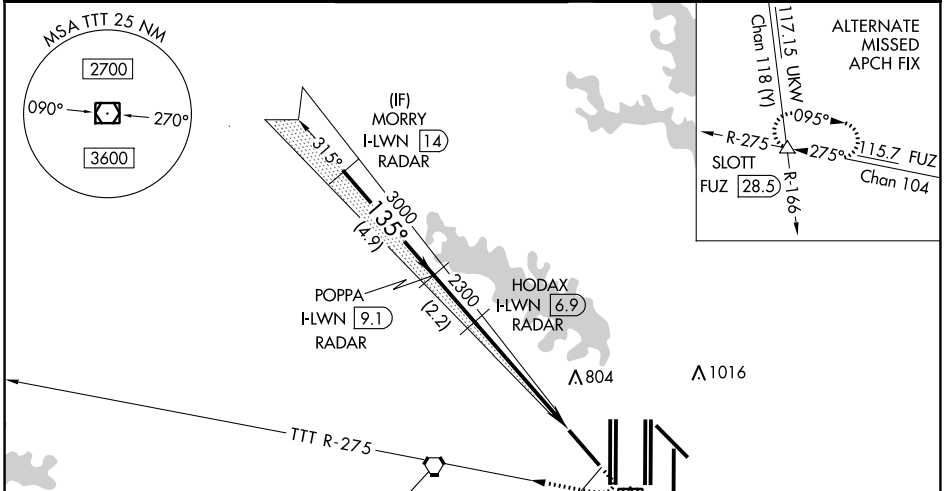 MSA TTT 25 NM
2700
090°
270°
3600
(IF)
MORRY
I-LWN 14
RADAR
315°
3000
135°
(4.9)
2300
(2.2)
POPPA
I-LWN 9.1
RADAR
HODAX
I-LWN 6.9
RADAR
804
1016
TTT R-275
ALTERNATE
MISSED
APCH FIX
117.15 UKW
Chan 118 (Y)
095°
R-275
275°
115.7 FUZ
Chan 104
SLOTT
FUZ 28.5
R-166